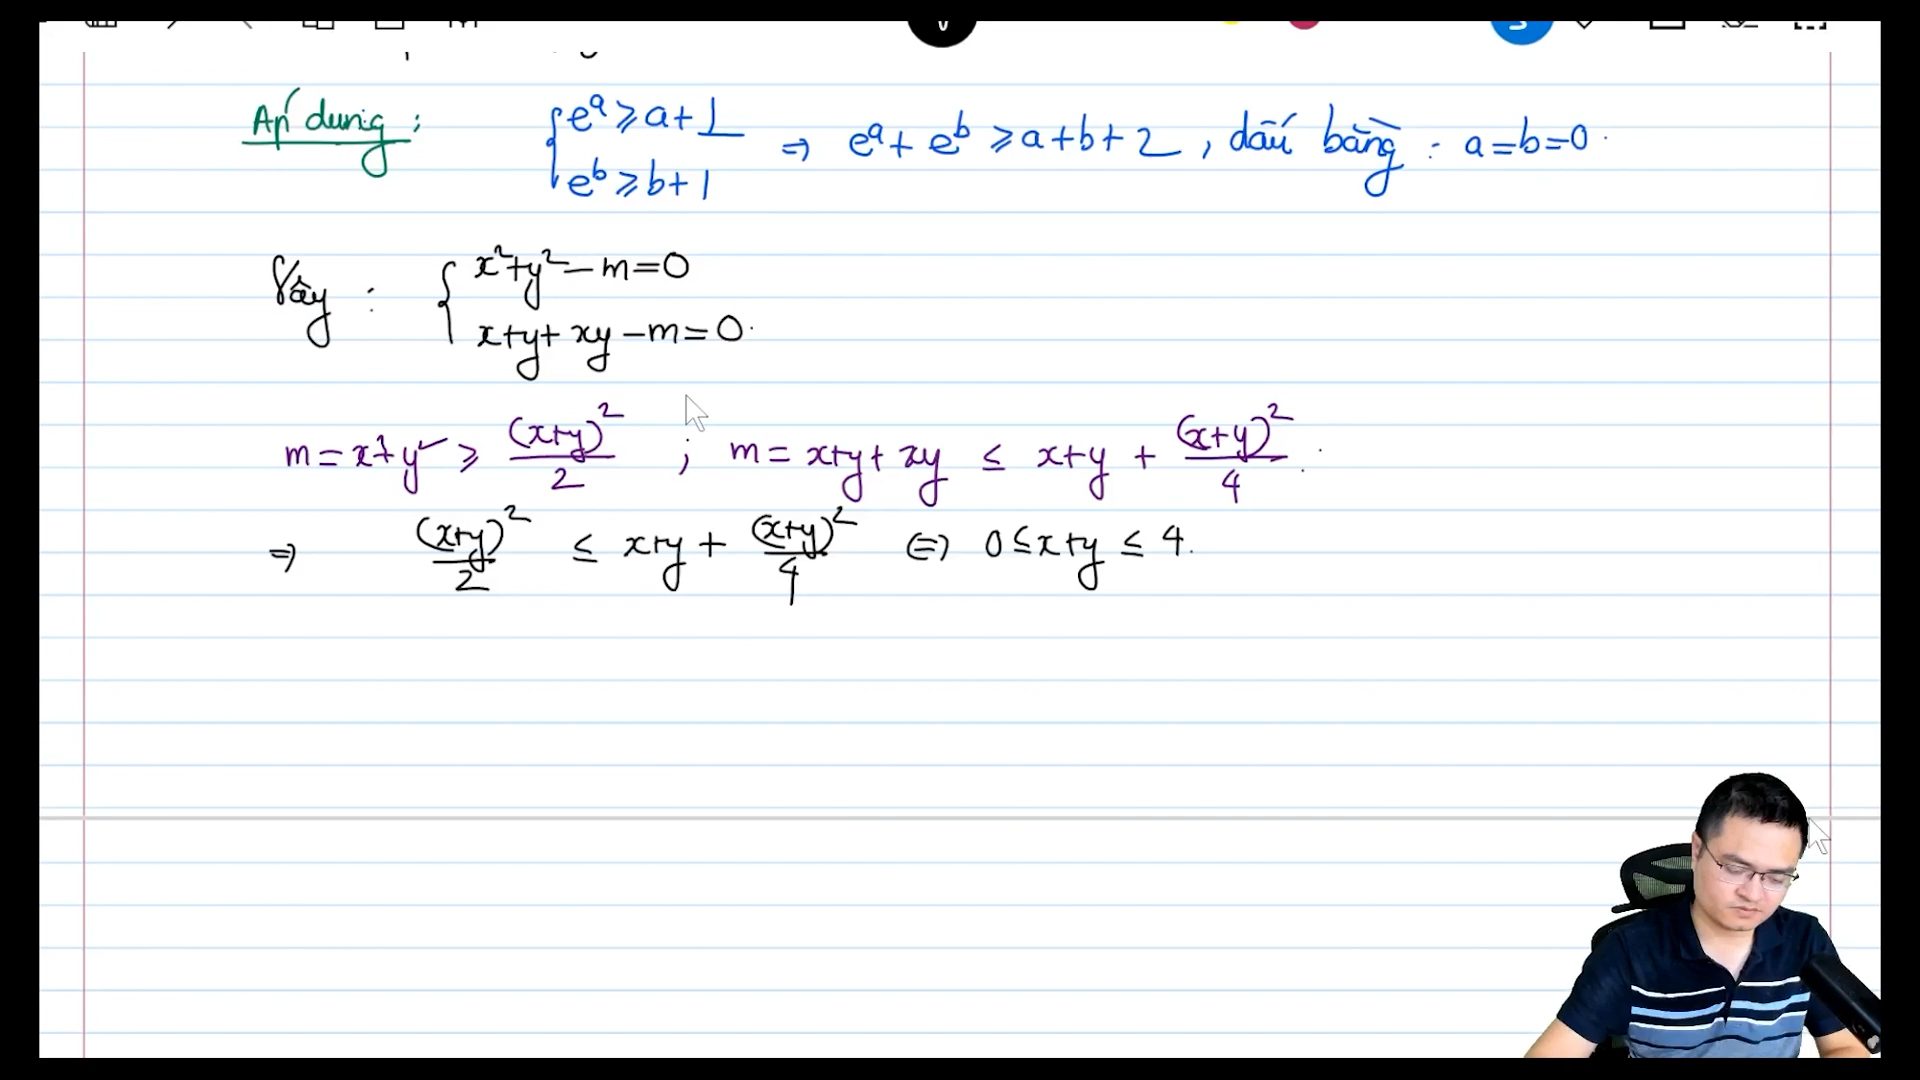 Áp dụng : { e^a ≥ a+1 ⇒ e^a + e^b ≥ a+b+2 , dấu bằng : a=b=0.
e^b ≥ b+1
Vậy : { x²+y²−m=0
x+y+xy−m=0.
m = x²+y² ≥ (x+y)²/2 ; m = x+y+xy ≤ x+y + (x+y)²/4 .
⇒ (x+y)²/2 ≤ x+y + (x+y)²/4 ⇔ 0≤x+y ≤ 4.